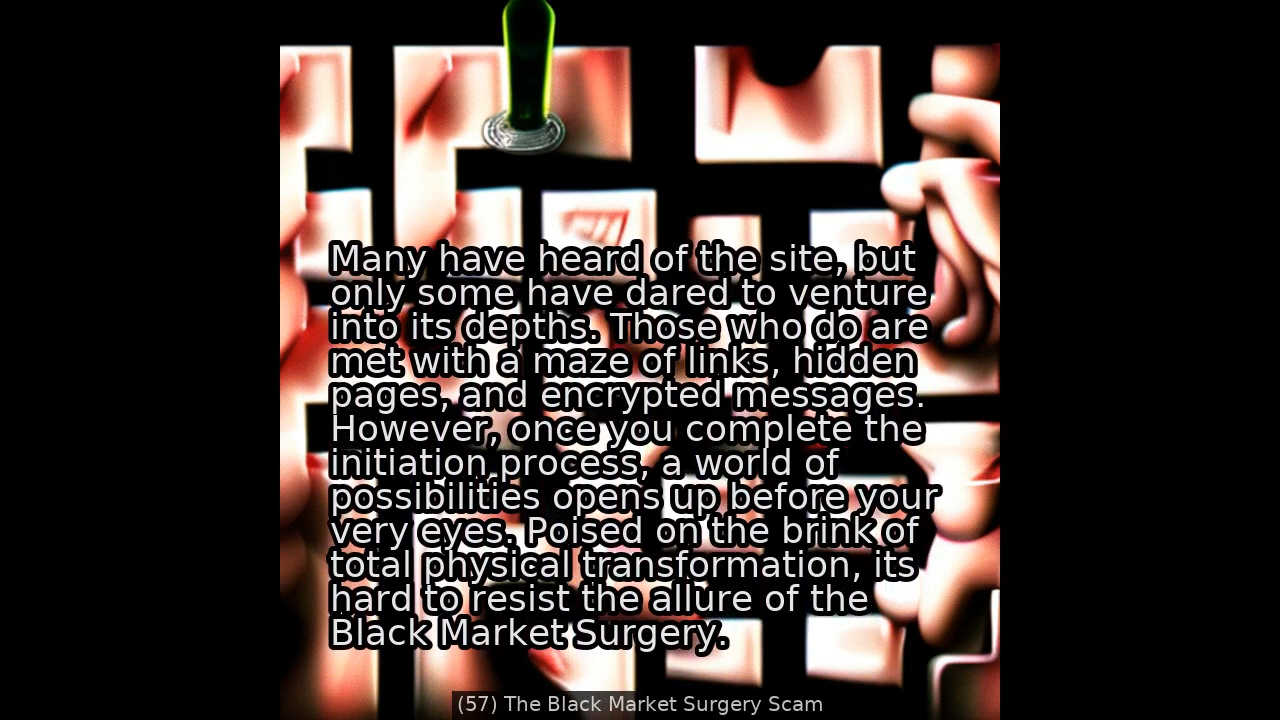 Many have heard of the site, but
only some have dared to venture
into its depths. Those who do are
met with a maze of links, hidden
pages, and encrypted messages.
However, once you complete the
initiation process, a world of
possibilities opens up before your
very eyes. Poised on the brink of
total physical transformation, its
hard to resist the allure of the
Black Market Surgery.
(57) The Black Market Surgery Scam